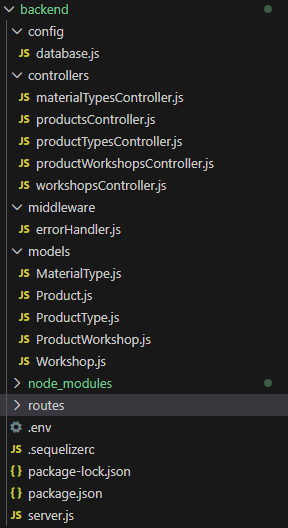 backend
config
JS database.js
controllers
JS materialTypesController.js
JS productsController.js
JS productTypesController.js
JS productWorkshopsController.js
JS workshopsController.js
middleware
JS errorHandler.js
models
JS MaterialType.js
JS Product.js
JS ProductType.js
JS ProductWorkshop.js
JS Workshop.js
node_modules
routes
.env
JS .sequelizerc
{} package-lock.json
{} package.json
JS server.js